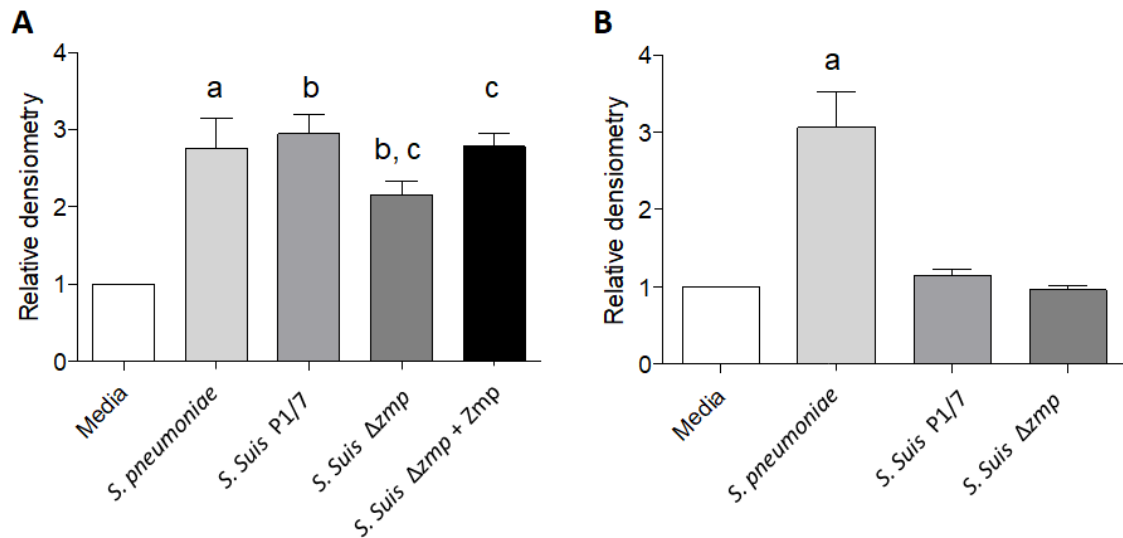 A
Relative densiometry
4
3
2
1
0
a
b
b, c
c
Media
S. pneumoniae
S. Suis P1/7
S. Suis Δzmp
S. Suis Δzmp + Zmp
B
Relative densiometry
4
3
2
1
0
a
Media
S. pneumoniae
S. Suis P1/7
S. Suis Δzmp